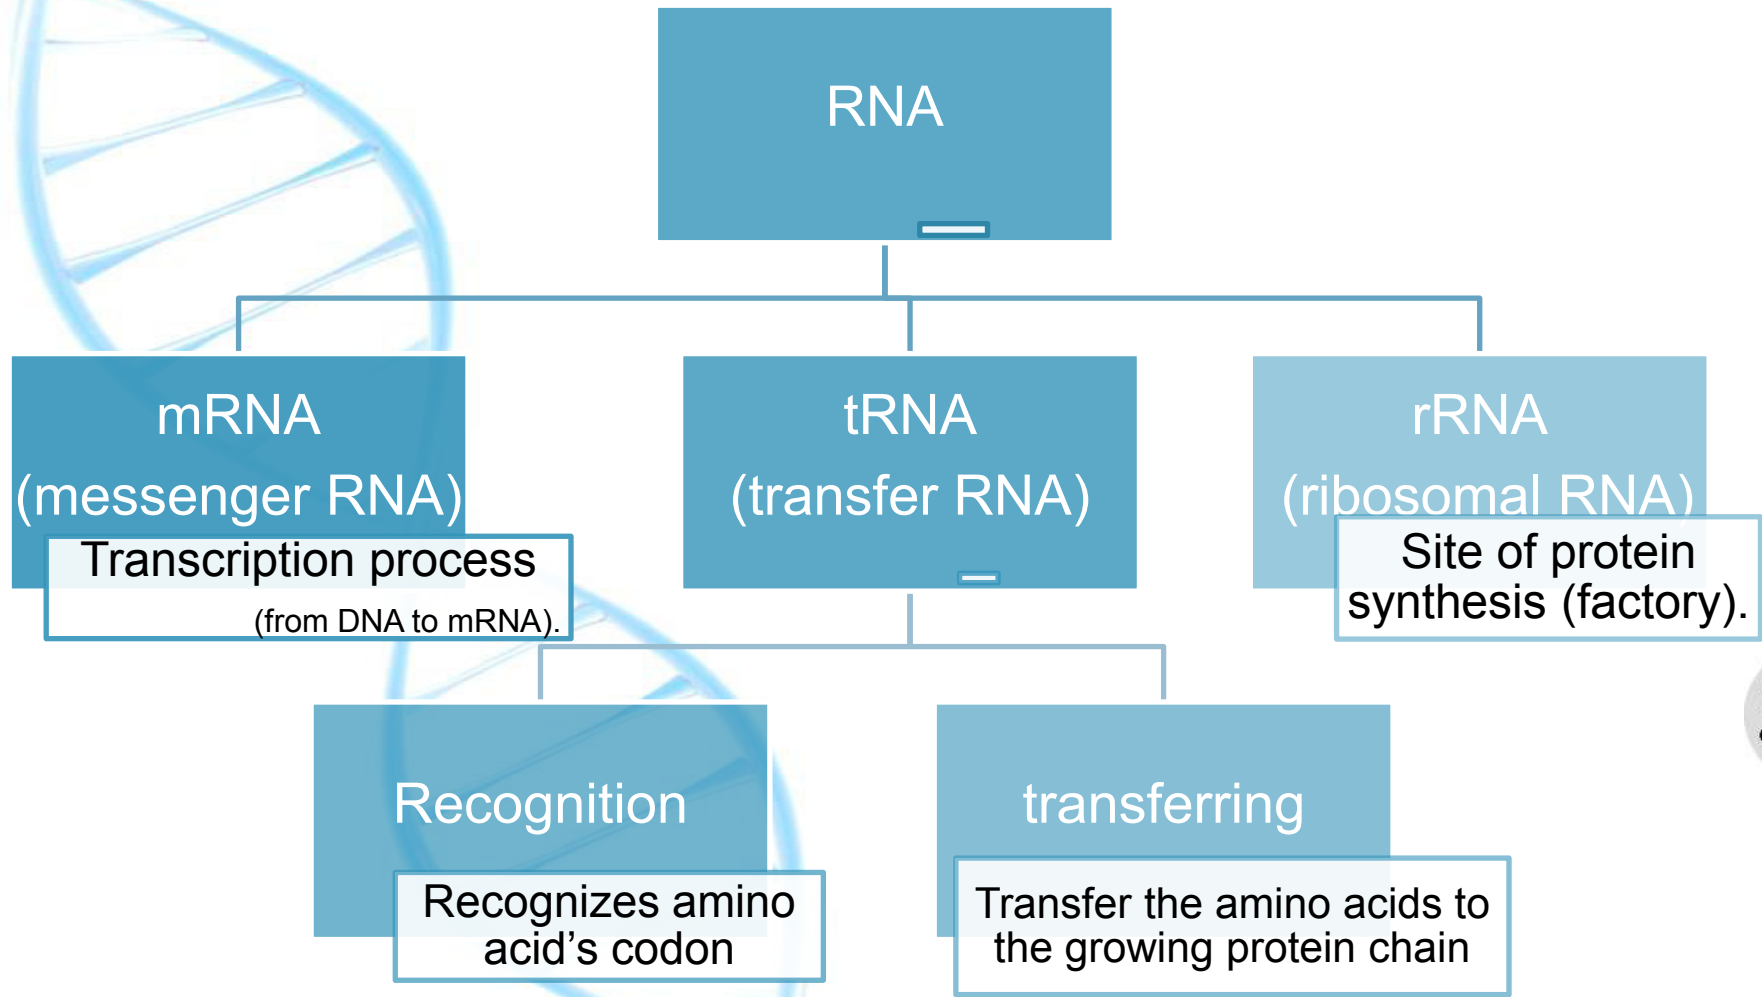 RNA
mRNA
(messenger RNA)
Transcription process
(from DNA to mRNA).
tRNA
(transfer RNA)
rRNA
(ribosomal RNA)
Site of protein
synthesis (factory).
Recognition
Recognizes amino
acid’s codon
transferring
Transfer the amino acids to
the growing protein chain